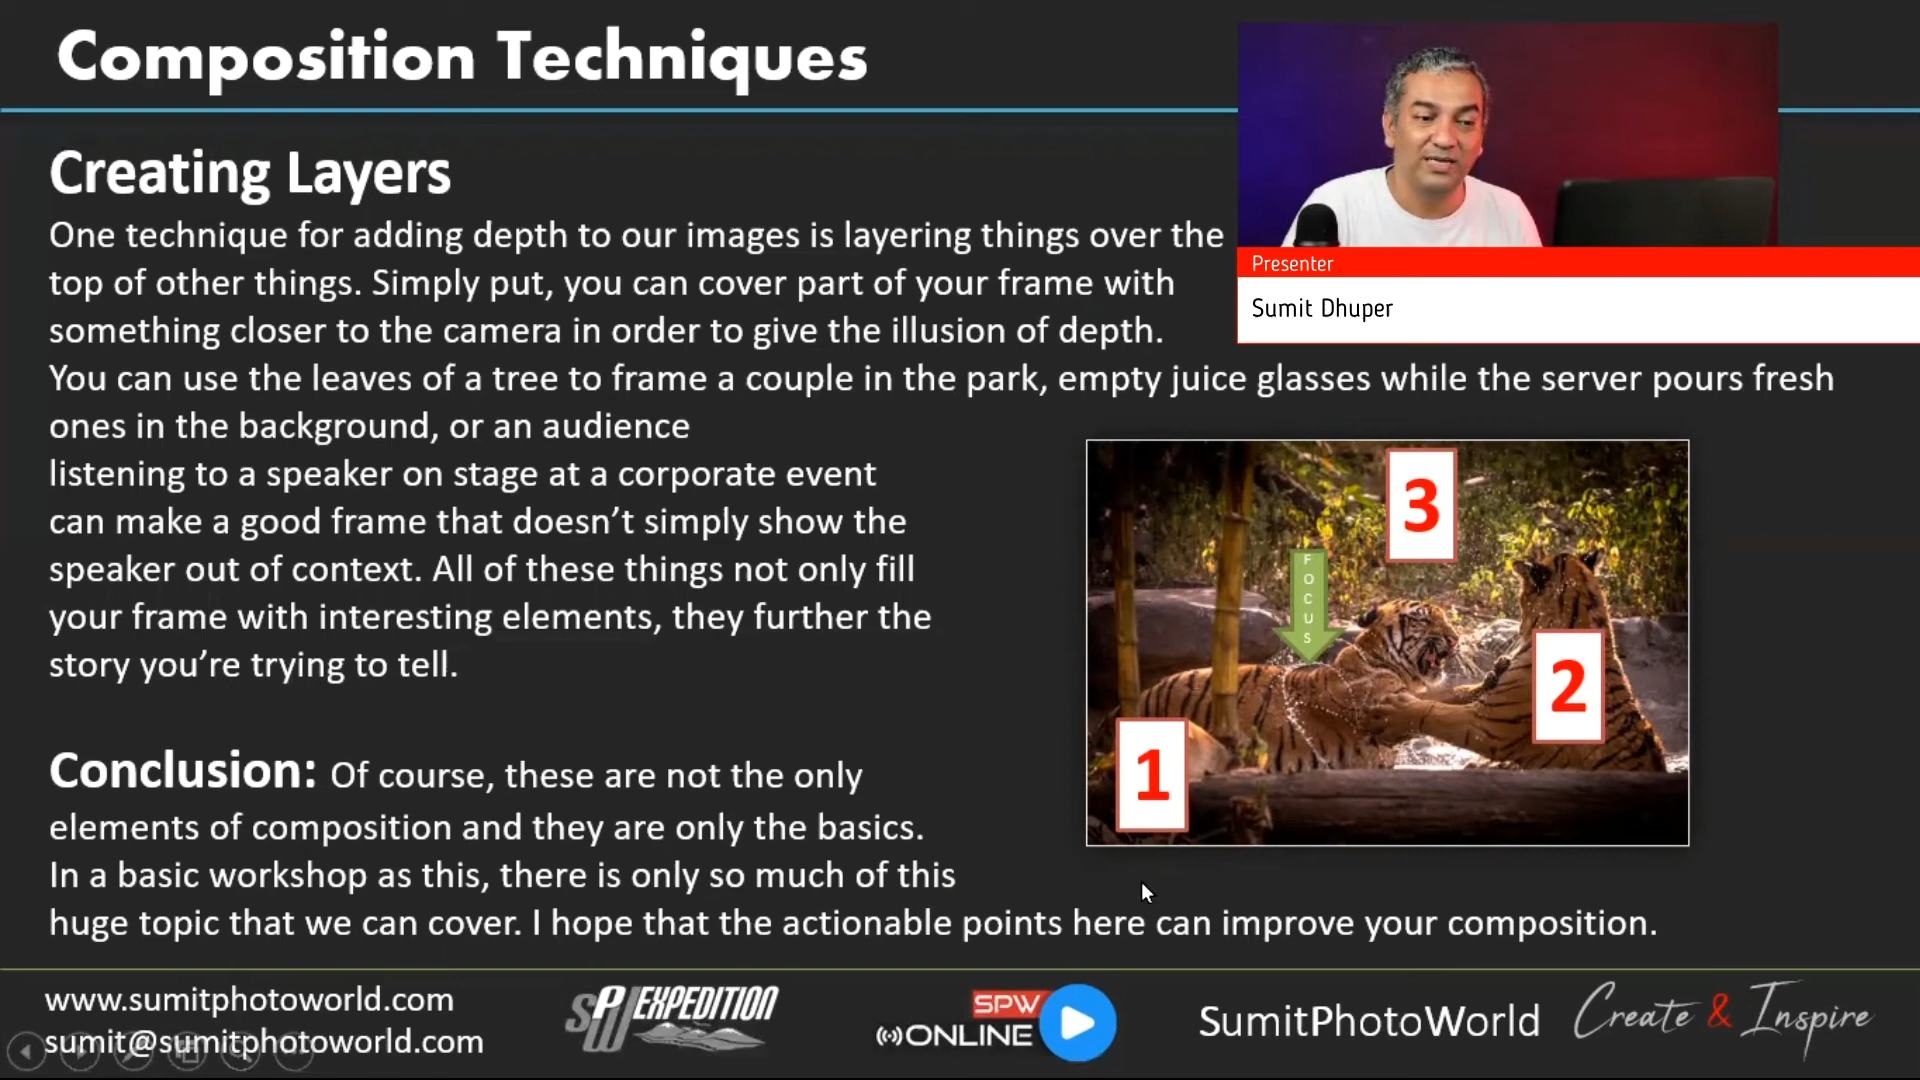 Composition Techniques
Creating Layers
One technique for adding depth to our images is layering things over the
top of other things. Simply put, you can cover part of your frame with
something closer to the camera in order to give the illusion of depth.
You can use the leaves of a tree to frame a couple in the park, empty juice glasses while the server pours fresh
ones in the background, or an audience
listening to a speaker on stage at a corporate event
can make a good frame that doesn’t simply show the
speaker out of context. All of these things not only fill
your frame with interesting elements, they further the
story you’re trying to tell.
Conclusion: Of course, these are not the only
elements of composition and they are only the basics.
In a basic workshop as this, there is only so much of this
huge topic that we can cover. I hope that the actionable points here can improve your composition.
Presenter
Sumit Dhuper
3
FOCUS
2
1
www.sumitphotoworld.com
sumit@sumitphotoworld.com
SPW EXPEDITION
SPW
ONLINE
SumitPhotoWorld
Create & Inspire